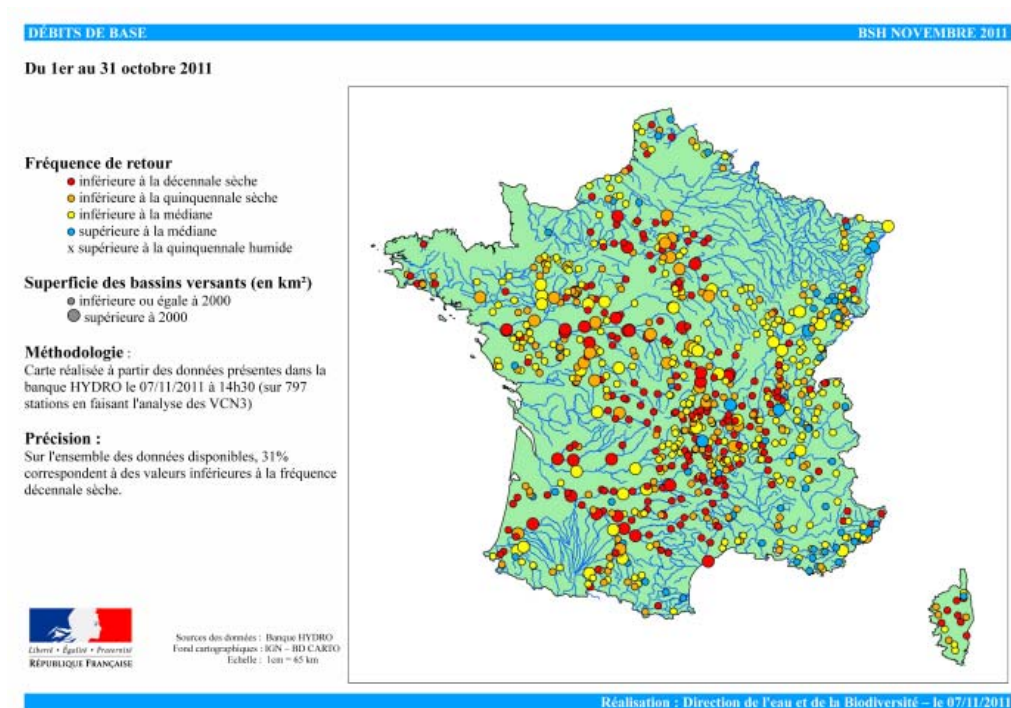 DÉBITS DE BASE
BSH NOVEMBRE 2011
Du 1er au 31 octobre 2011
Fréquence de retour
inférieure à la décennale sèche
inférieure à la quinquennale sèche
inférieure à la médiane
supérieure à la médiane
x supérieure à la quinquennale humide
Superficie des bassins versants (en km²)
inférieure ou égale à 2000
supérieure à 2000
Méthodologie :
Carte réalisée à partir des données présentes dans la
banque HYDRO le 07/11/2011 à 14h30 (sur 797
stations en faisant l'analyse des VCN3)
Précision :
Sur l'ensemble des données disponibles, 31%
correspondent à des valeurs inférieures à la fréquence
décennale sèche.
Liberté • Égalité • Fraternité
RÉPUBLIQUE FRANÇAISE
Sources des données : Banque HYDRO
Fond cartographiques : IGN – BD CARTO
Echelle : 1cm = 65 km
Réalisation : Direction de l'eau et de la Biodiversité – le 07/11/2011